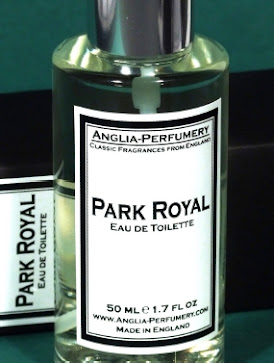 Anglia-Perfumery
Classic Fragrances from England
Park Royal
Eau de Toilette
50 ml e 1.7 fl oz
www.Anglia-Perfumery.com
Made in England
Park Royal
Eau de Toilette